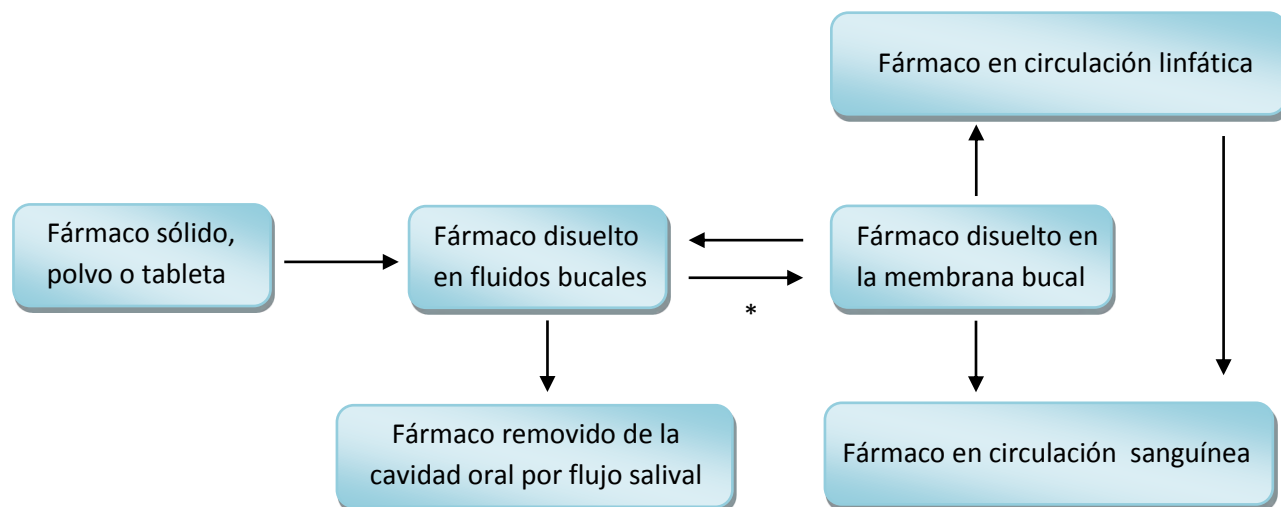 Fármaco en circulación linfática
Fármaco sólido,
polvo o tableta
Fármaco disuelto
en fluidos bucales
*
Fármaco disuelto en
la membrana bucal
Fármaco removido de la
cavidad oral por flujo salival
Fármaco en circulación sanguínea